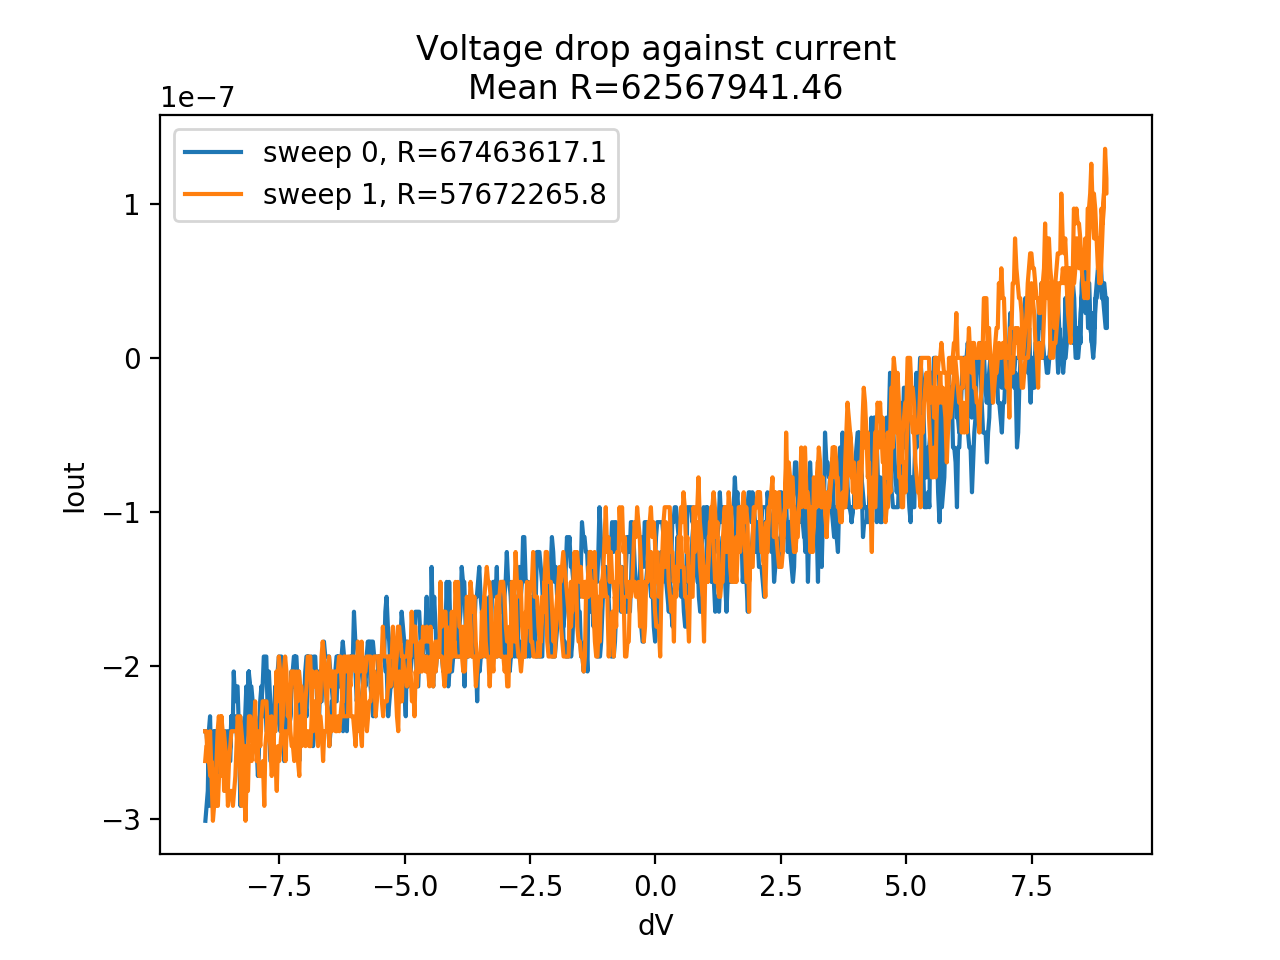 Voltage drop against current
Mean R=62567941.46
1e−7
sweep 0, R=67463617.1
sweep 1, R=57672265.8
1
0
−1
−2
−3
Iout
−7.5 −5.0 −2.5 0.0 2.5 5.0 7.5
dV